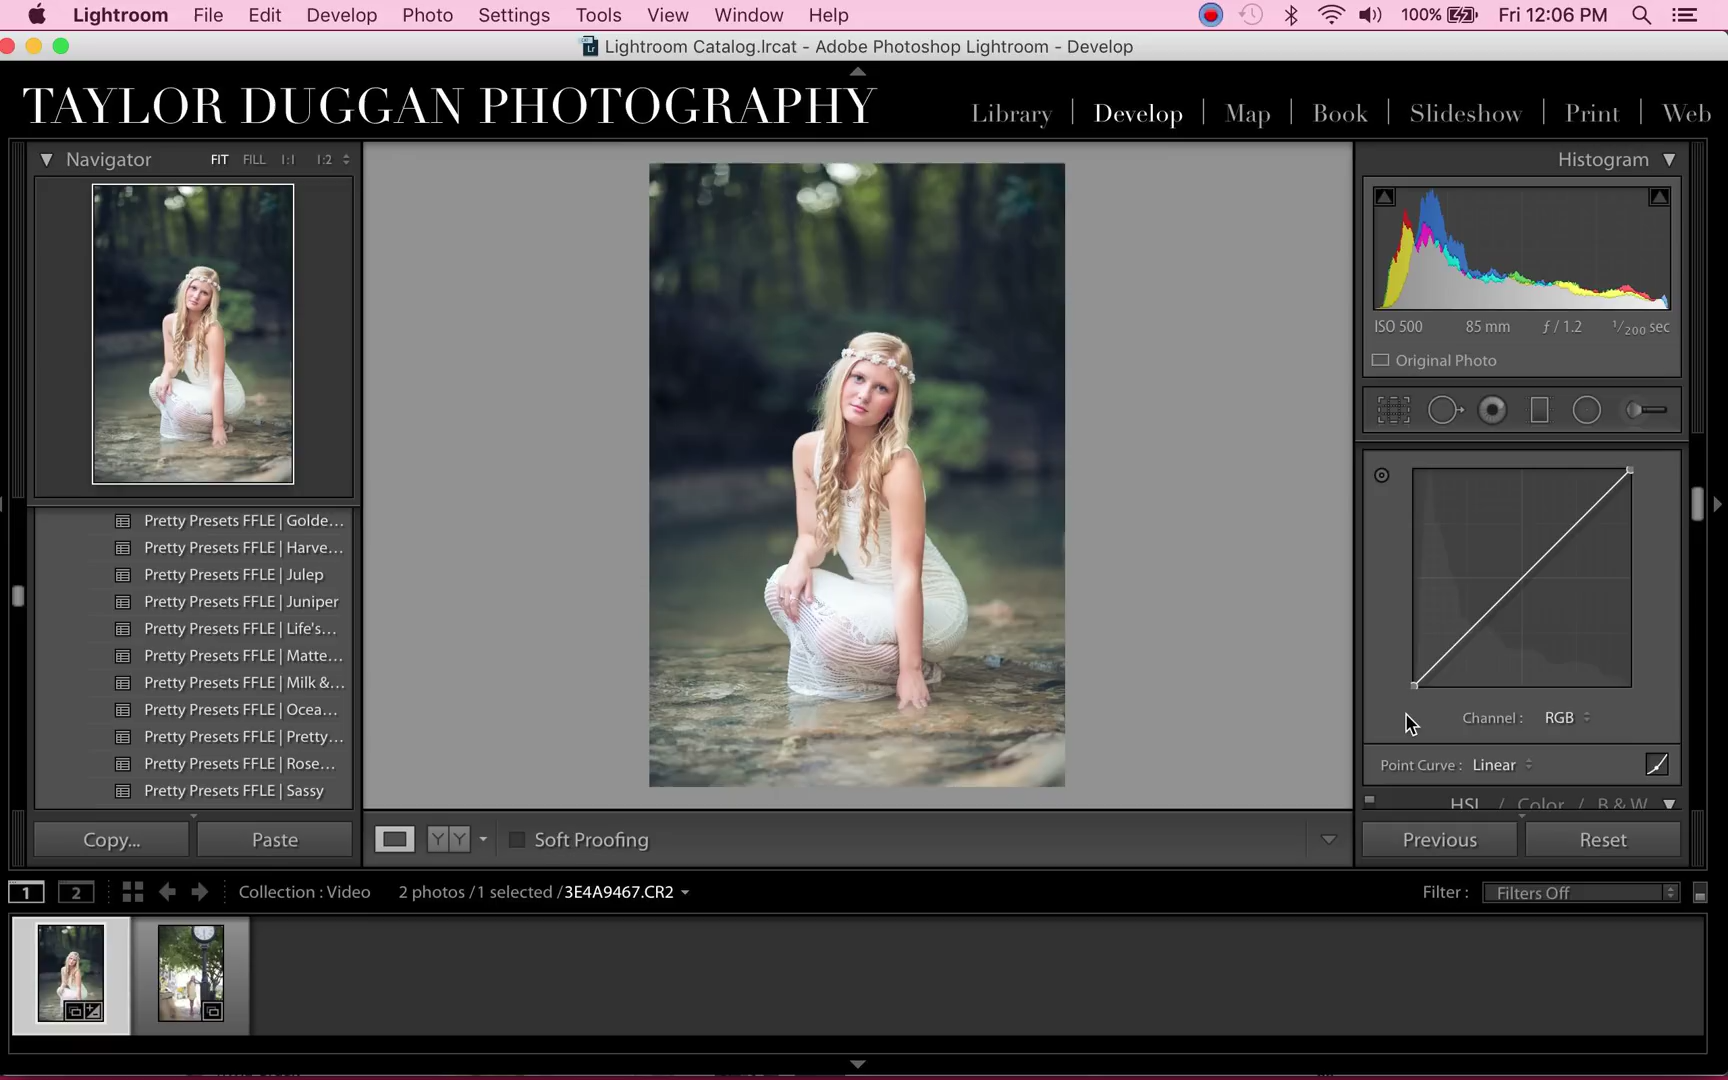 Lightroom File Edit Develop Photo Settings Tools View Window Help 100% Fri 12:06 PM
Lightroom Catalog.lrcat - Adobe Photoshop Lightroom - Develop
TAYLOR DUGGAN PHOTOGRAPHY Library | Develop | Map | Book | Slideshow | Print | Web
Navigator FIT FILL 1:1 1:2 Histogram
ISO 500 85 mm ƒ / 1.2 1/200 sec
Original Photo
Pretty Presets FFLE | Golde...
Pretty Presets FFLE | Harve...
Pretty Presets FFLE | Julep
Pretty Presets FFLE | Juniper
Pretty Presets FFLE | Life's...
Pretty Presets FFLE | Matte...
Pretty Presets FFLE | Milk &...
Pretty Presets FFLE | Ocea...
Pretty Presets FFLE | Pretty...
Pretty Presets FFLE | Rose...
Pretty Presets FFLE | Sassy
Channel : RGB
Point Curve : Linear
HSL / Color / B & W
Copy... Paste YY Soft Proofing Previous Reset
1 2 Collection : Video 2 photos / 1 selected / 3E4A9467.CR2 Filter : Filters Off